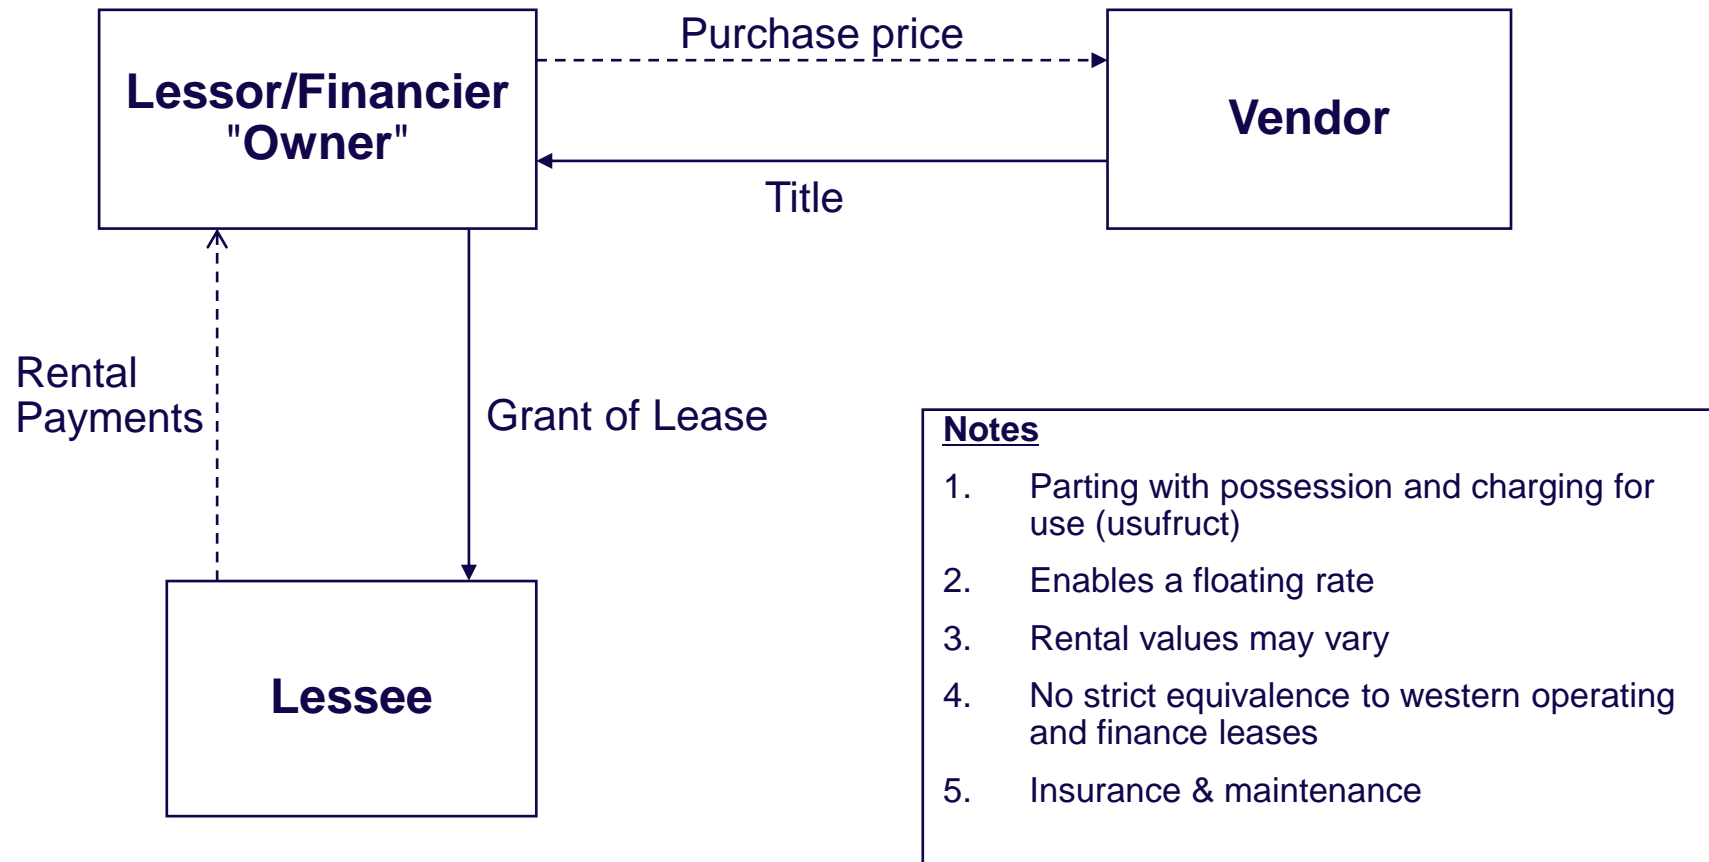 Purchase price
Lessor/Financier
"Owner"
Vendor
Title
Rental
Payments
Grant of Lease
Lessee
Notes
1. Parting with possession and charging for
use (usufruct)
2. Enables a floating rate
3. Rental values may vary
4. No strict equivalence to western operating
and finance leases
5. Insurance & maintenance